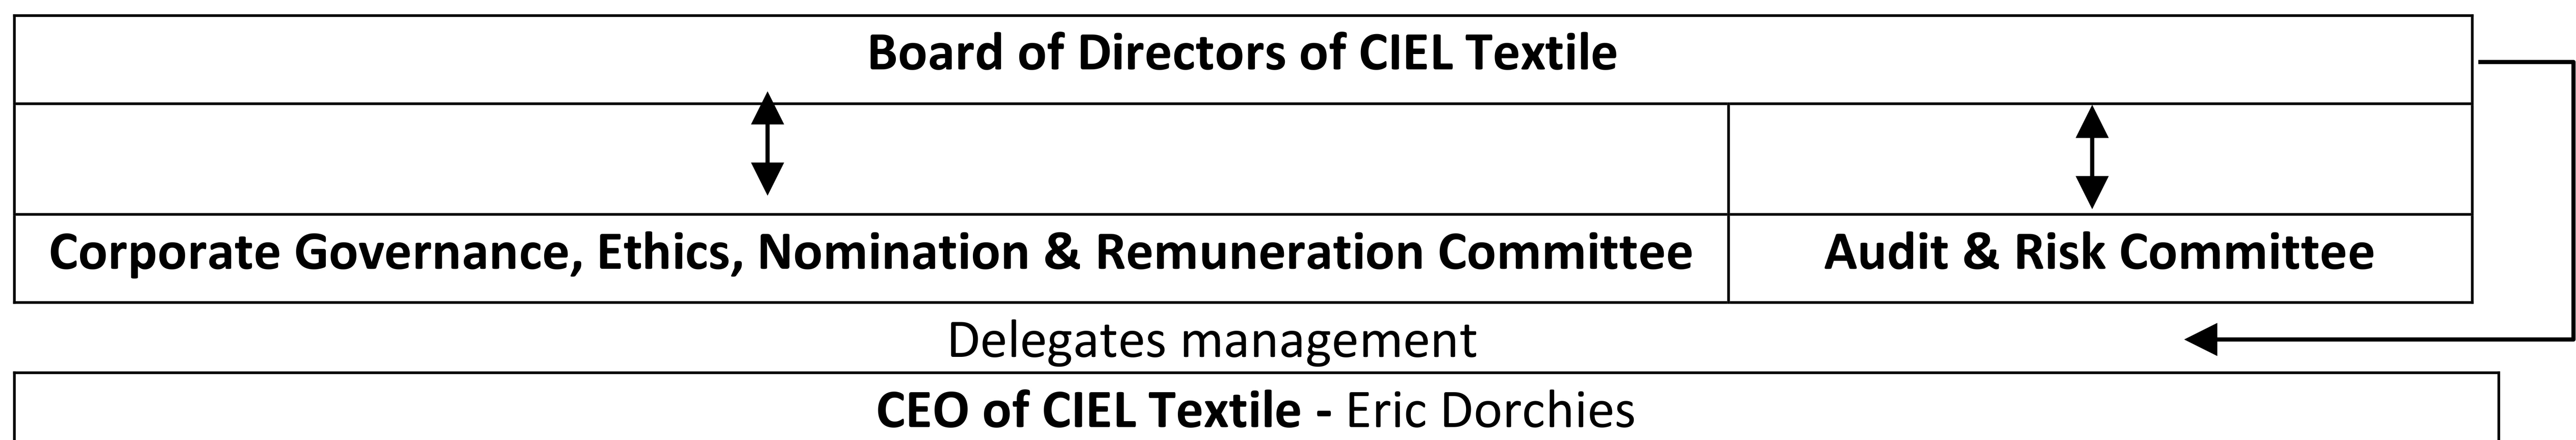 Board of Directors of CIEL Textile
Corporate Governance, Ethics, Nomination & Remuneration Committee
Audit & Risk Committee
Delegates management
CEO of CIEL Textile - Eric Dorchies